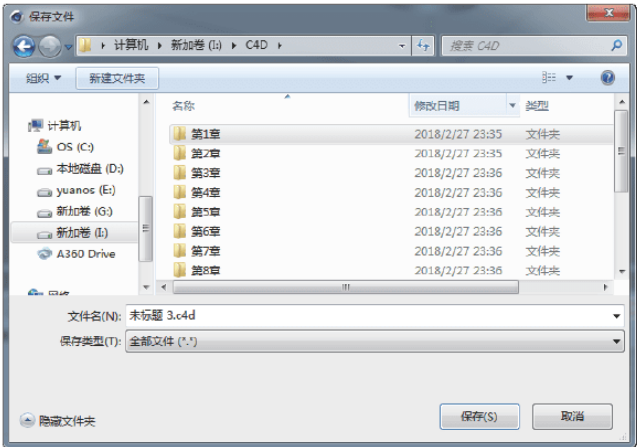 保存文件
计算机 新加卷 (I:) C4D 搜索 C4D
组织 新建文件夹
名称 修改日期 类型
计算机
OS (C:)
本地磁盘 (D:)
yuanos (E:)
新加卷 (G:)
新加卷 (I:)
A360 Drive
网络
第1章 2018/2/27 23:35 文件夹
第2章 2018/2/27 23:35 文件夹
第3章 2018/2/27 23:36 文件夹
第4章 2018/2/27 23:36 文件夹
第5章 2018/2/27 23:36 文件夹
第6章 2018/2/27 23:36 文件夹
第7章 2018/2/27 23:36 文件夹
第8章 2018/2/27 23:36 文件夹
文件名(N): 未标题 3.c4d
保存类型(T): 全部文件 (*.*)
隐藏文件夹 保存(S) 取消